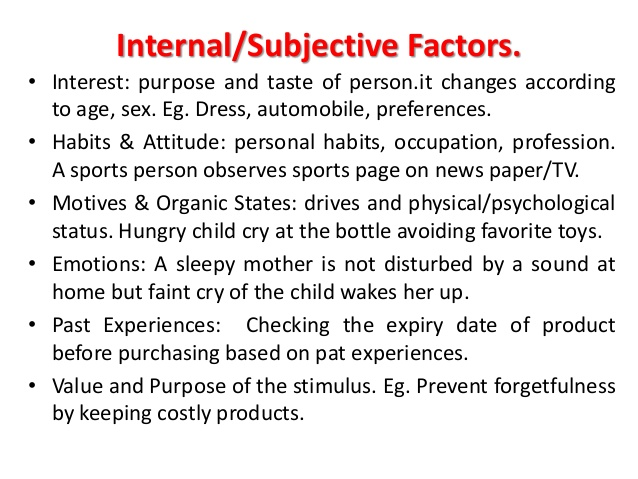 Internal/Subjective Factors.
• Interest: purpose and taste of person.it changes according
to age, sex. Eg. Dress, automobile, preferences.
• Habits & Attitude: personal habits, occupation, profession.
A sports person observes sports page on news paper/TV.
• Motives & Organic States: drives and physical/psychological
status. Hungry child cry at the bottle avoiding favorite toys.
• Emotions: A sleepy mother is not disturbed by a sound at
home but faint cry of the child wakes her up.
• Past Experiences: Checking the expiry date of product
before purchasing based on pat experiences.
• Value and Purpose of the stimulus. Eg. Prevent forgetfulness
by keeping costly products.